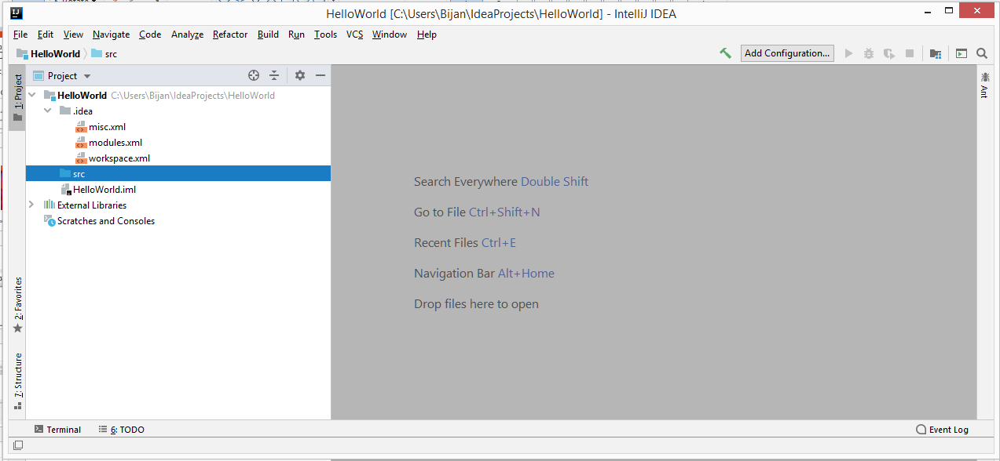 HelloWorld [C:\Users\Bijan\IdeaProjects\HelloWorld] - IntelliJ IDEA
File Edit View Navigate Code Analyze Refactor Build Run Tools VCS Window Help
HelloWorld src Add Configuration...
1: Project
Project
HelloWorld C:\Users\Bijan\IdeaProjects\HelloWorld
.idea
misc.xml
modules.xml
workspace.xml
src
HelloWorld.iml
External Libraries
Scratches and Consoles
2: Favorites
7: Structure
Search Everywhere Double Shift
Go to File Ctrl+Shift+N
Recent Files Ctrl+E
Navigation Bar Alt+Home
Drop files here to open
Ant
Terminal 6: TODO Event Log